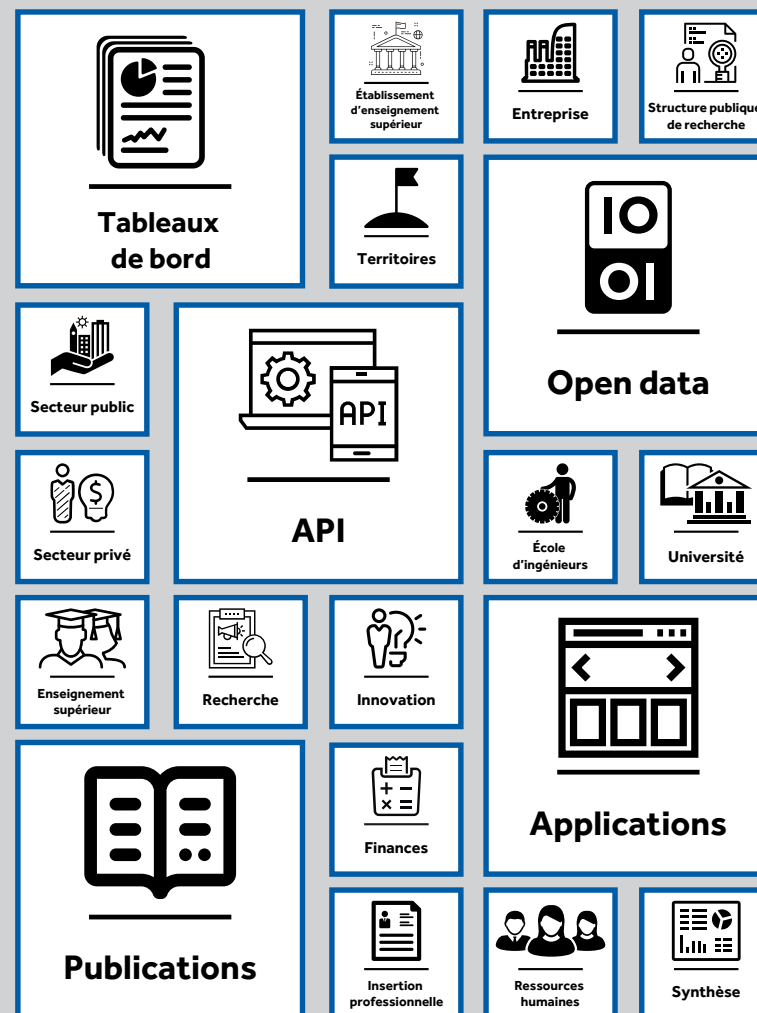 Tableaux
de bord
Établissement
d'enseignement
supérieur
Entreprise
Structure publique
de recherche
Territoires
IO
OI
Open data
Secteur public
API
API
$
Secteur privé
École
d'ingénieurs
Université
Enseignement
supérieur
Recherche
Innovation
Applications
Publications
Finances
Insertion
professionnelle
Ressources
humaines
Synthèse